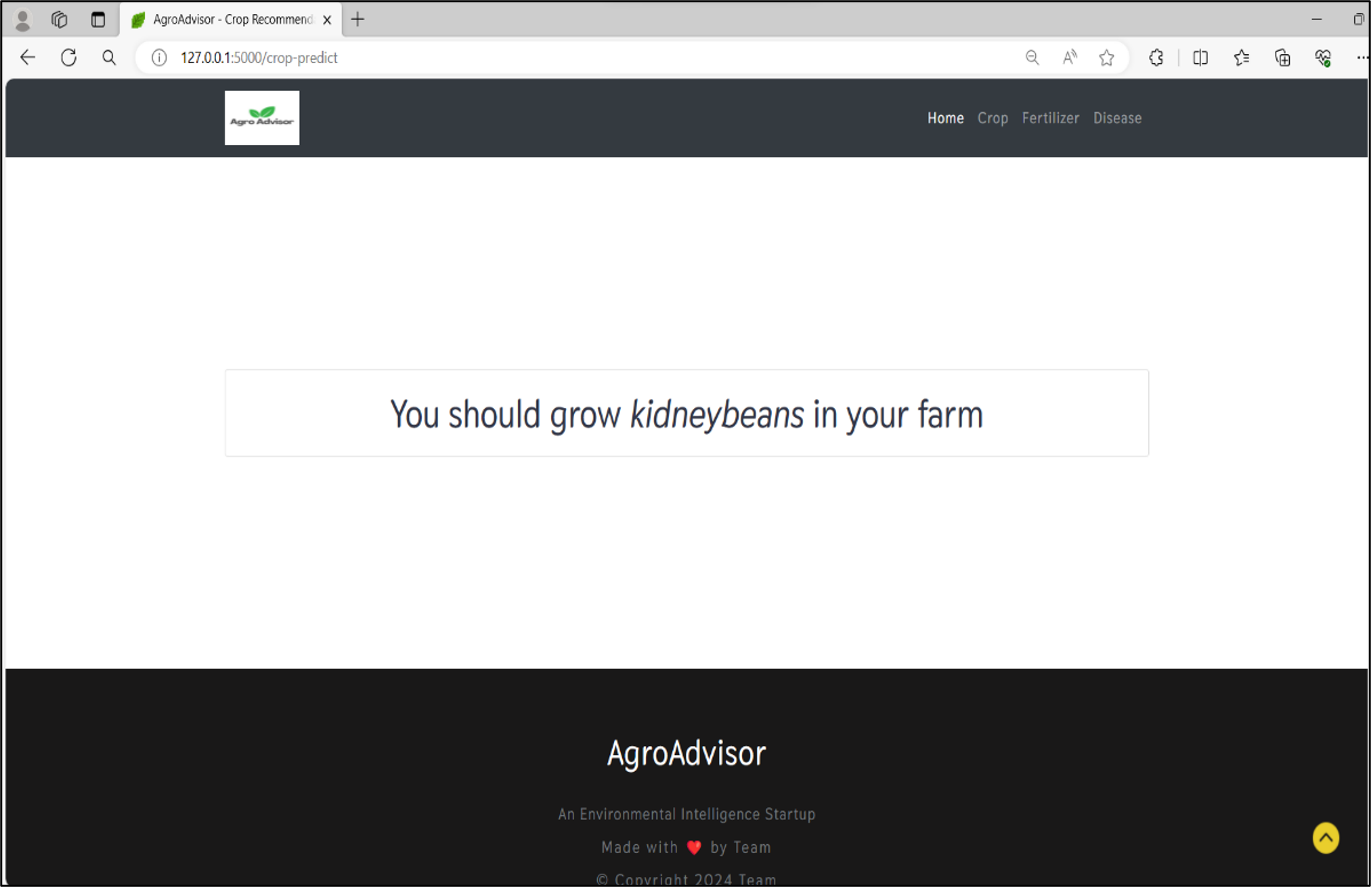 AgroAdvisor - Crop Recommend
127.0.0.1:5000/crop-predict
Agro Advisor
Home Crop Fertilizer Disease
You should grow kidneybeans in your farm
AgroAdvisor
An Environmental Intelligence Startup
Made with ❤️ by Team
© Copyright 2024 Team